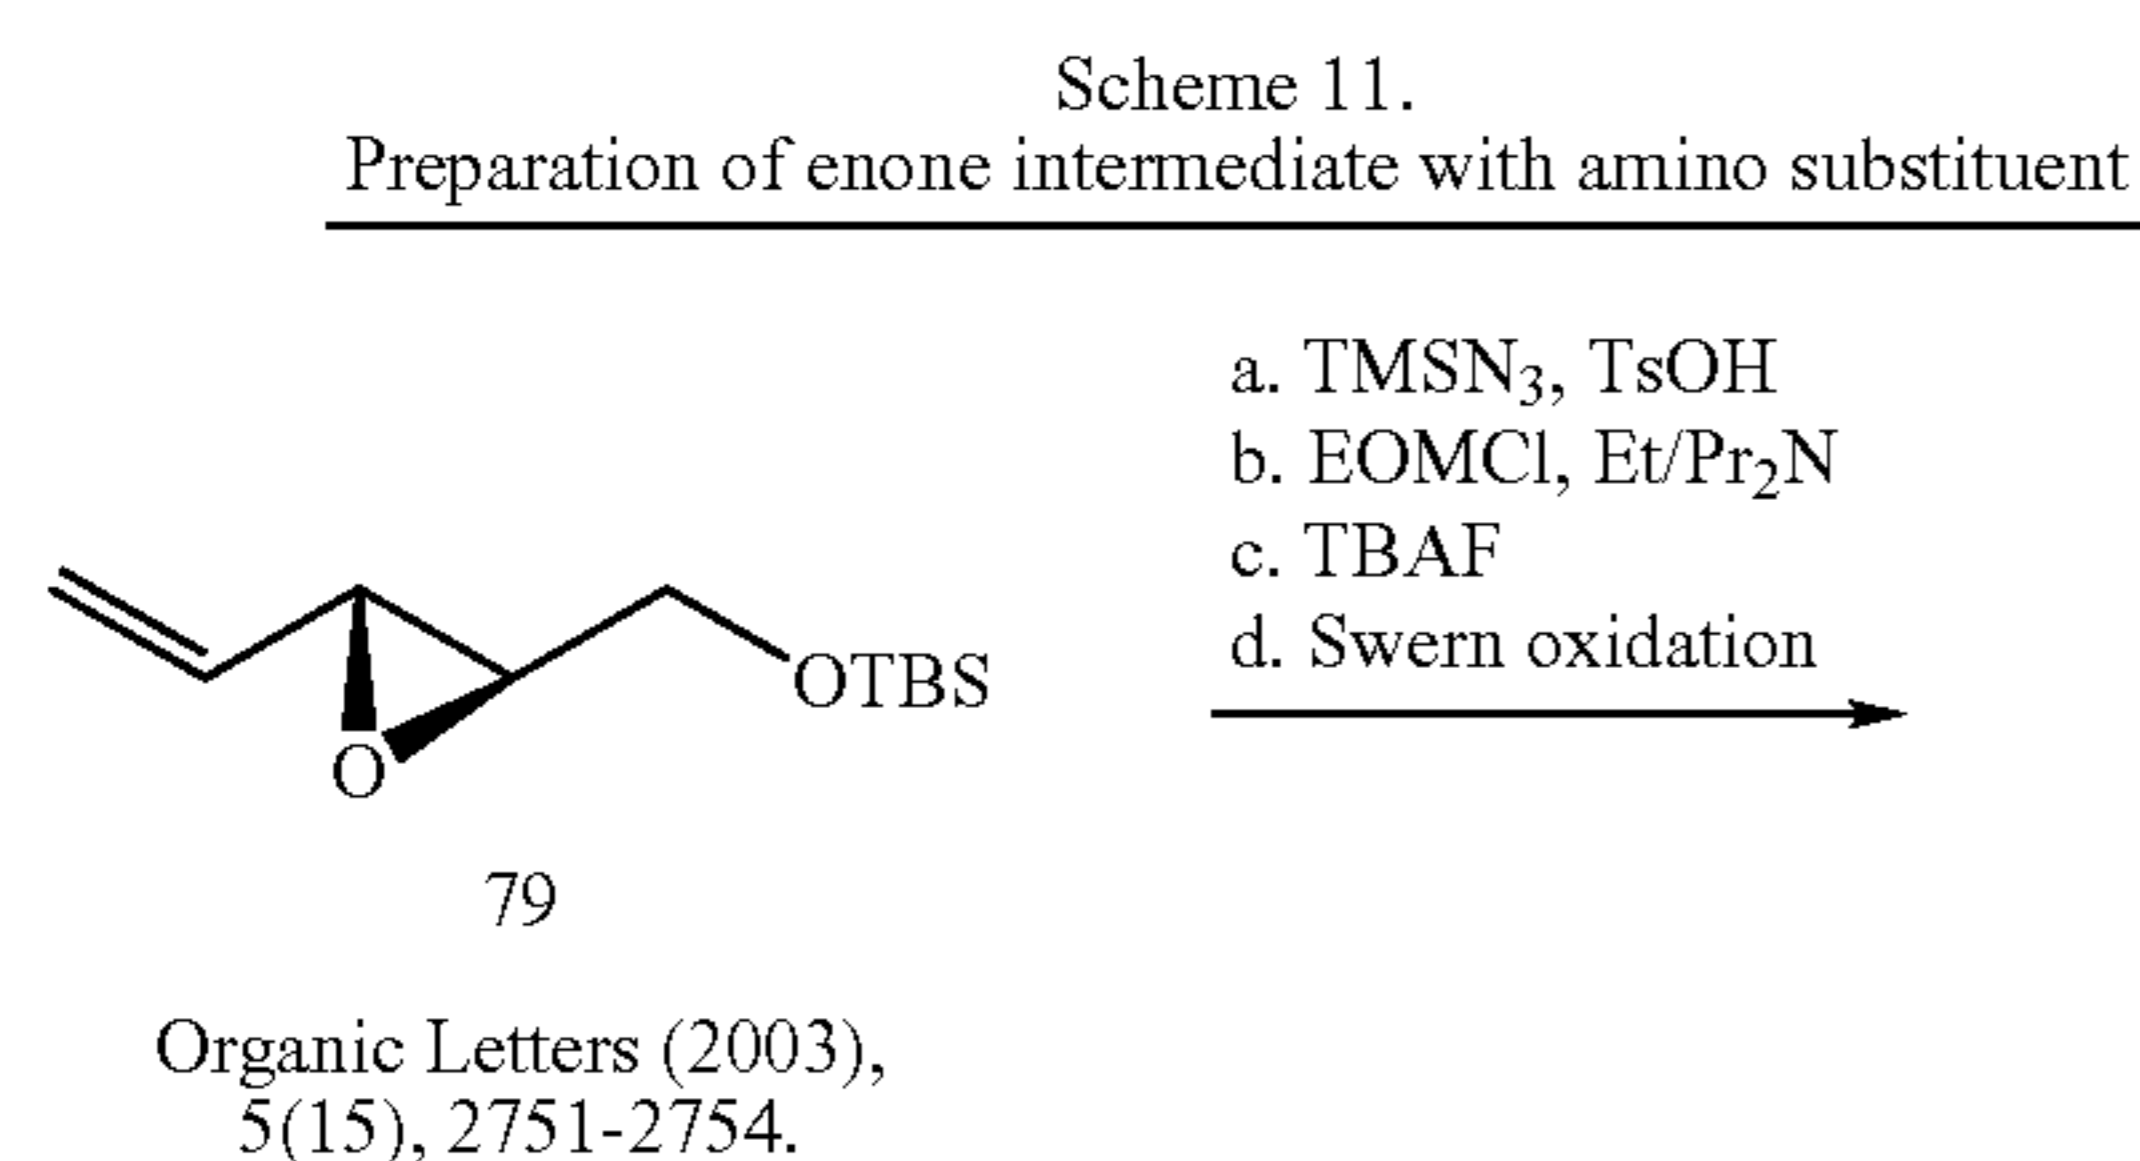 Scheme 11.
Preparation of enone intermediate with amino substituent
a. TMSN₃, TsOH
b. EOMCl, Et/Pr₂N
c. TBAF
d. Swern oxidation
OTBS
O
79
Organic Letters (2003),
5(15), 2751-2754.